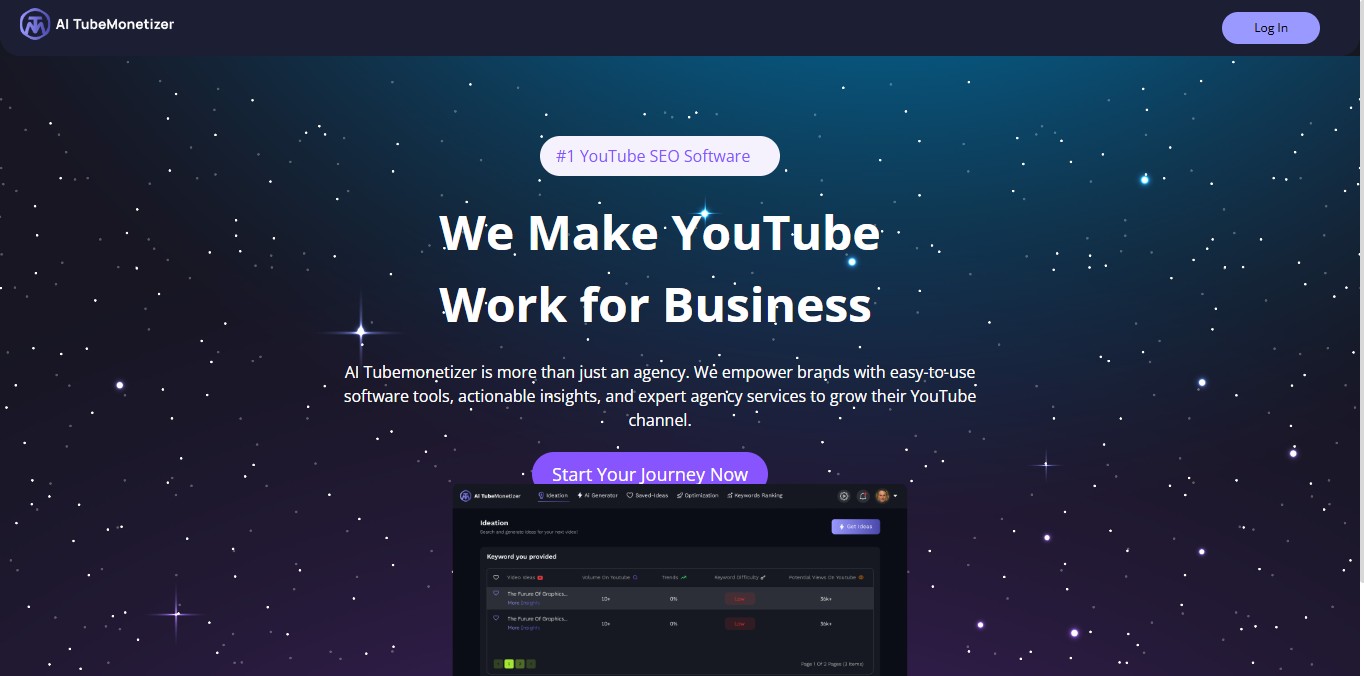 AI TubeMonetizer
Log In
#1 YouTube SEO Software
We Make YouTube
Work for Business
AI Tubemonetizer is more than just an agency. We empower brands with easy-to-use
software tools, actionable insights, and expert agency services to grow their YouTube
channel.
Start Your Journey Now
AI TubeMonetizer Ideation AI Generator Saved-Ideas Optimization Keywords Ranking
Ideation
Search and generate ideas for your next video!
Get Ideas
Keyword you provided
Video Ideas Volume On Youtube Trends Keyword Difficulty Potential Views On Youtube
The Future Of Graphics...
More Insights
10+ 0% Low 36k+
The Future Of Graphics...
More Insights
10+ 0% Low 36k+
1 2
Page 1 Of 2 Pages (3 Items)